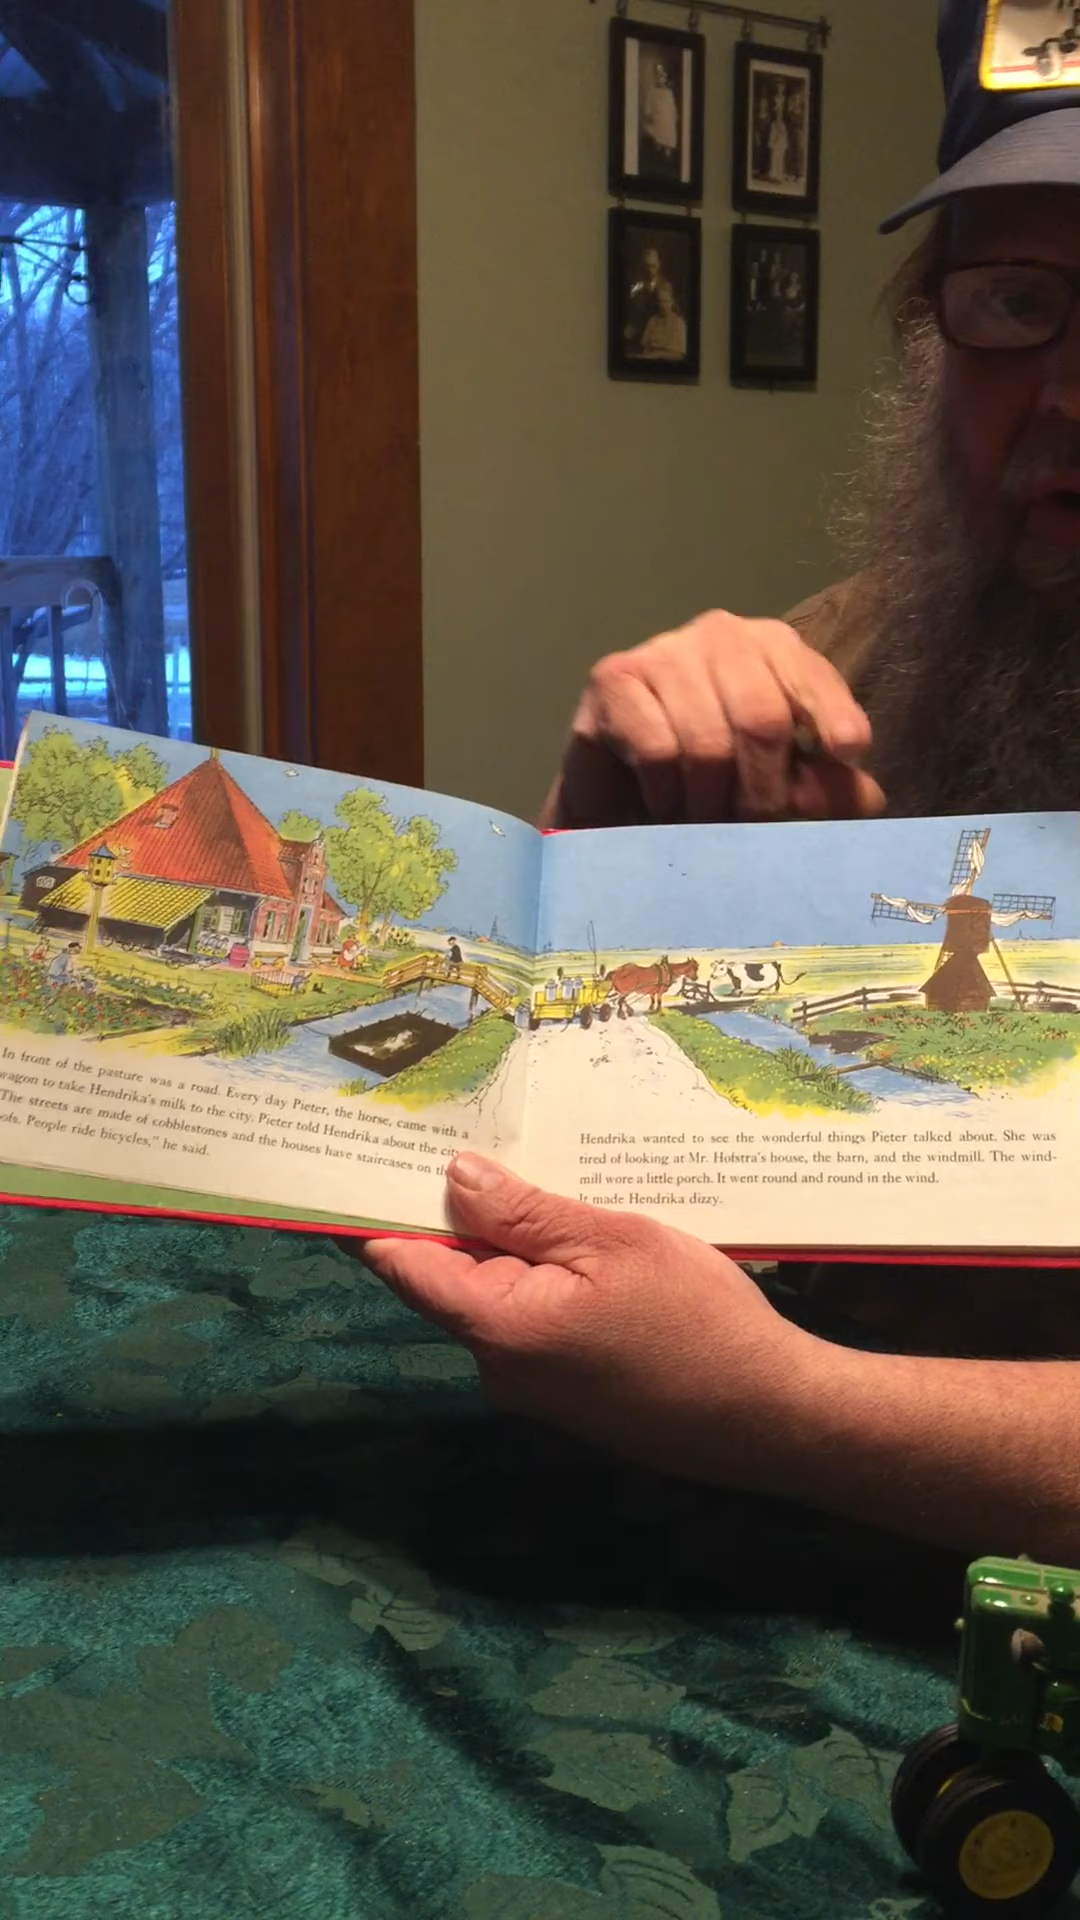 In front of the pasture was a road. Every day Pieter, the horse, came with a
wagon to take Hendrika's milk to the city. Pieter told Hendrika about the city.
The streets are made of cobblestones and the houses have staircases on
People ride bicycles," he said.
Hendrika wanted to see the wonderful things Pieter talked about. She was
tired of looking at Mr. Hofstra's house, the barn, and the windmill. The wind-
mill wore a little porch. It went round and round in the wind.
It made Hendrika dizzy.